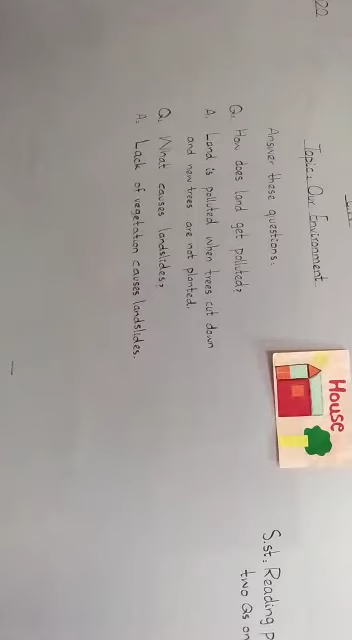 22
Topic: Our Environment.
Answer these questions.
Q. How does land get polluted?
A. Land is polluted when trees cut down
and new trees are not planted.
Q. What causes landslides?
A: Lack of vegetation causes landslides.
House
S.st: Reading
two Qs on